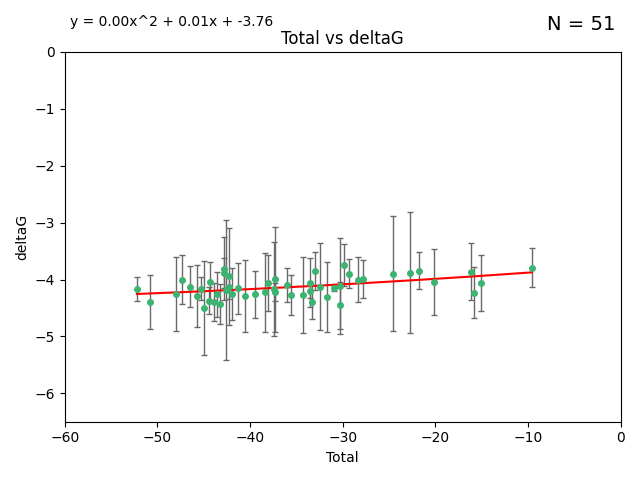 y = 0.00x^2 + 0.01x + -3.76
N = 51
Total vs deltaG
0
−1
−2
−3
−4
−5
−6
deltaG
−60 −50 −40 −30 −20 −10 0
Total